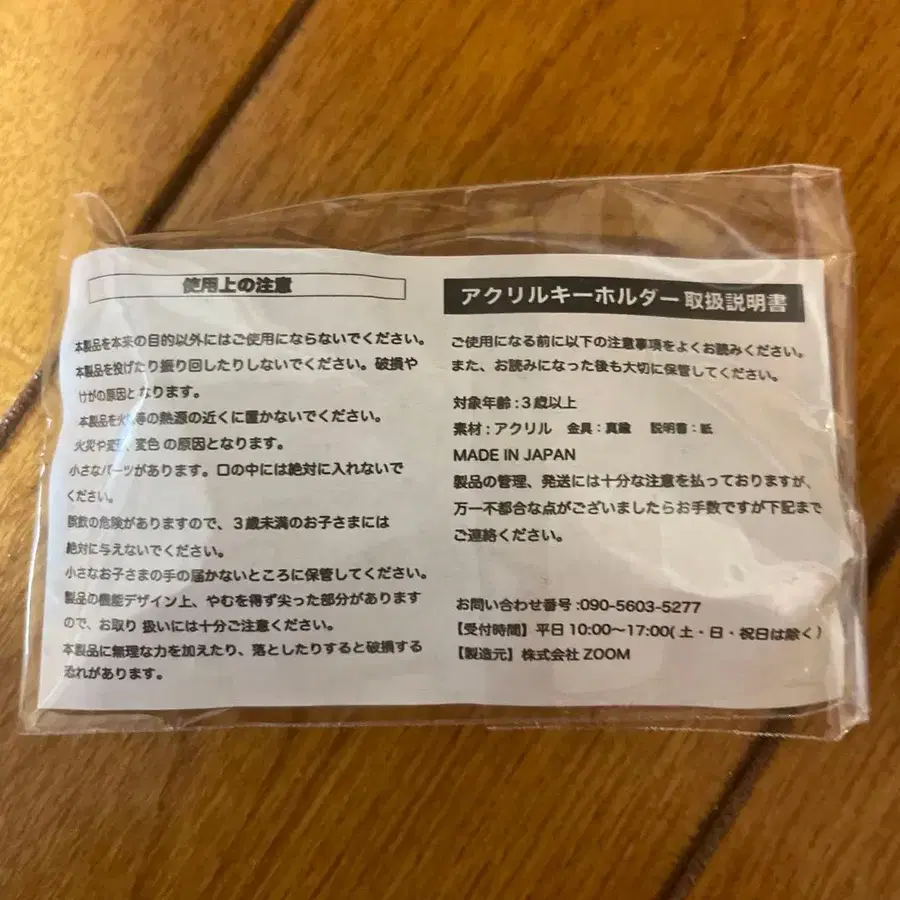 使用上の注意
本製品を本来の目的以外にはご使用にならないでください。
本製品を投げたり振り回したりしないでください。破損や
けがの原因となります。
本製品を火 等の熱源の近くに置かないでください。
火災や変 、変色の原因となります。
小さなパーツがあります。口の中には絶対に入れないで
ください。
誤飲の危険がありますので、3歳未満のお子さまには
絶対に与えないでください。
小さなお子さまの手の届かないところに保管してください。
製品の機能デザイン上、やむを得ず尖った部分があります
ので、お取り 扱いには十分ご注意ください。
本製品に無理な力を加えたり、落としたりすると破損する
恐れがあります。
アクリルキーホルダー 取扱説明書
ご使用になる前に以下の注意事項をよくお読みください。
また、お読みになった後も大切に保管してください。
対象年齢:3歳以上
素材:アクリル 金具:真鍮 説明書:紙
MADE IN JAPAN
製品の管理、発送には十分な注意を払っておりますが、
万一不都合な点がございましたらお手数ですが下記まで
ご連絡ください。
お問い合わせ番号:090-5603-5277
【受付時間】平日10:00〜17:00(土・日・祝日は除く)
【製造元】株式会社ZOOM